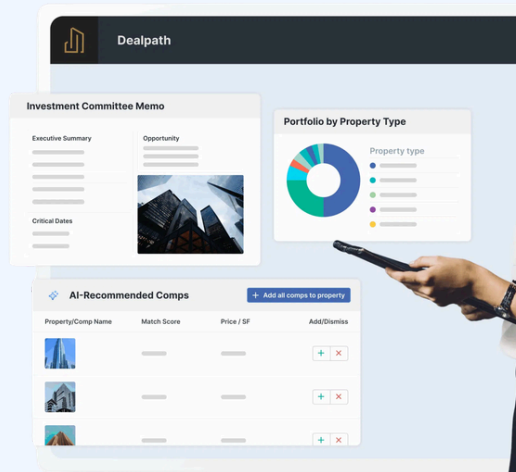 Dealpath
Investment Committee Memo
Executive Summary
Opportunity
Critical Dates
Portfolio by Property Type
Property type
AI-Recommended Comps
+ Add all comps to property
Property/Comp Name Match Score Price / SF Add/Dismiss